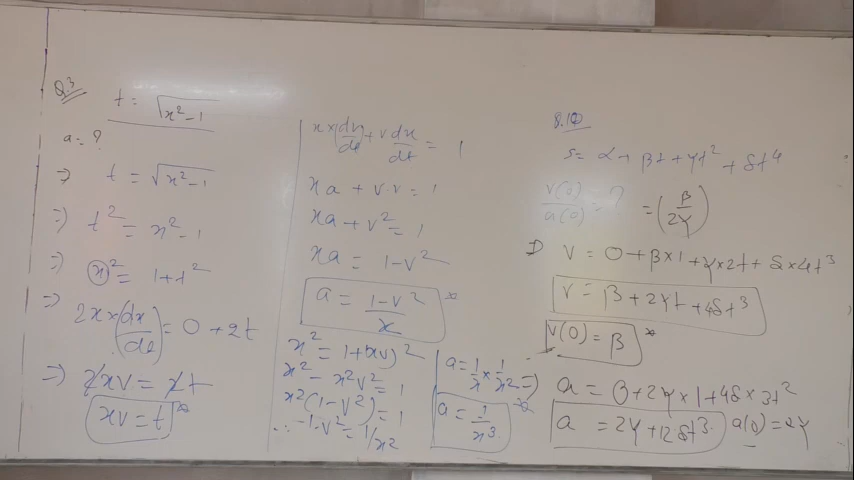 Q3
t = √x²-1
a = ?
⇒ t = √x²-1
⇒ t² = x²-1
⇒ x² = 1+t²
⇒ 2x×(dx/dt) = 0+2t
⇒ 2xv = 2t
xv = t
x×(dv/dt)+v dx/dt = 1
xa + v.v = 1
xa + v² = 1
xa = 1-v²
a = 1-v²/x
x² = 1+(xv)²
x² - x²v² = 1
x²(1-v²) = 1
∴ 1-v² = 1/x²
a = 1/x × 1/x² ⇒
a = 1/x³
8.10
s = α + βt + γt² + δt⁴
v(0)/a(0) = ? = (β/2γ)
v = 0+β×1+γ×2t+δ×4t³
v = β+2γt+4δt³
v(0) = β
a = 0+2γ×1+4δ×3t²
a = 2γ+12δt³ a(0) = 2γ